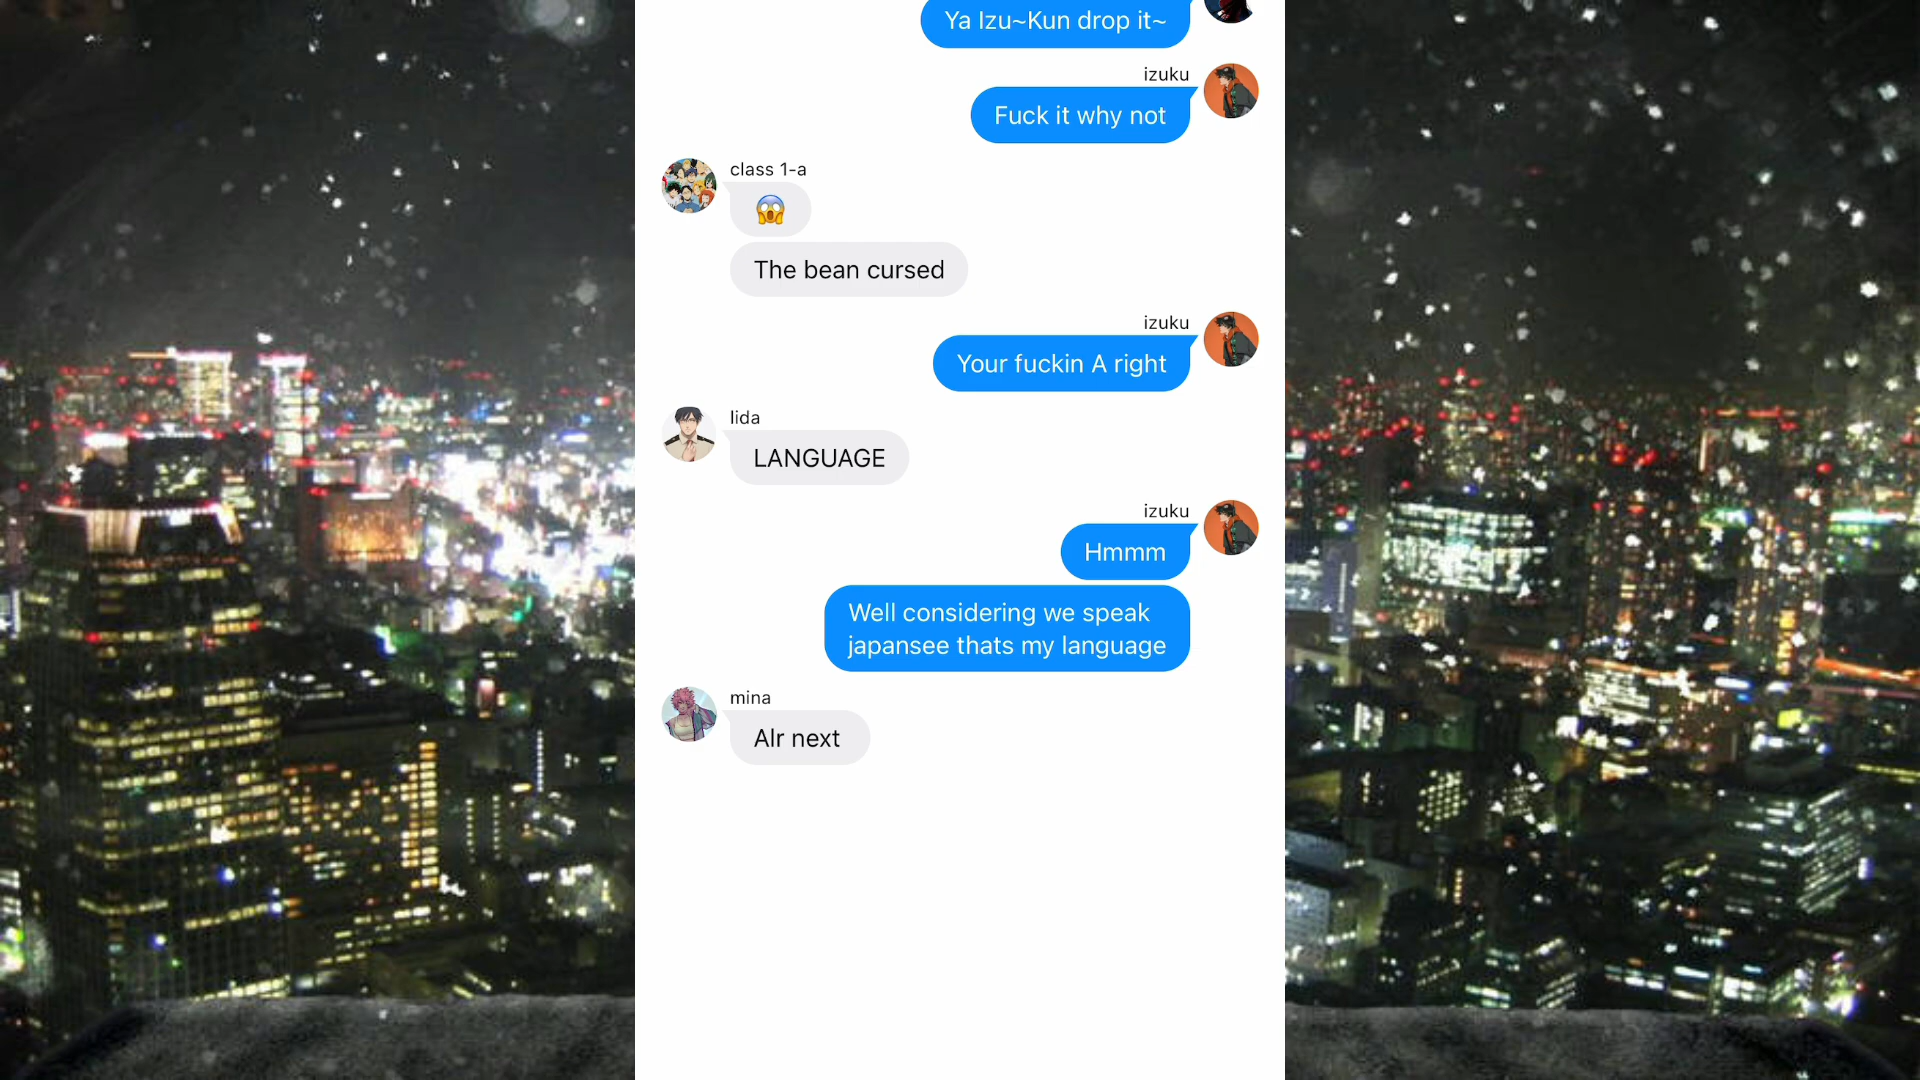 Ya Izu~Kun drop it~
izuku
Fuck it why not
class 1-a
😱
The bean cursed
izuku
Your fuckin A right
Iida
LANGUAGE
izuku
Hmmm
Well considering we speak
japansee thats my language
mina
Alr next